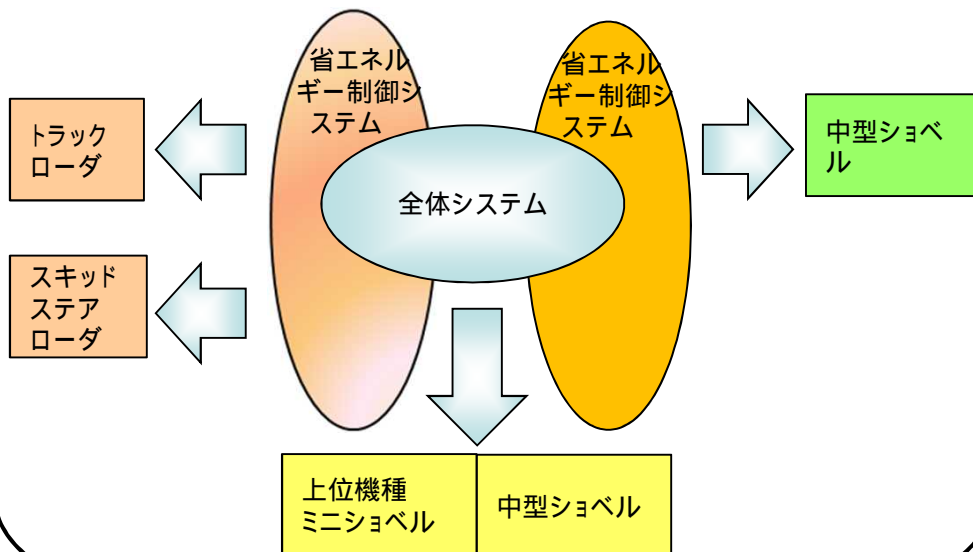 省エネル
ギー制御シ
ステム
省エネル
ギー制御シ
ステム
トラック
ローダ
全体システム
中型ショベ
ル
スキッド
ステア
ローダ
上位機種
ミニショベル
中型ショベル